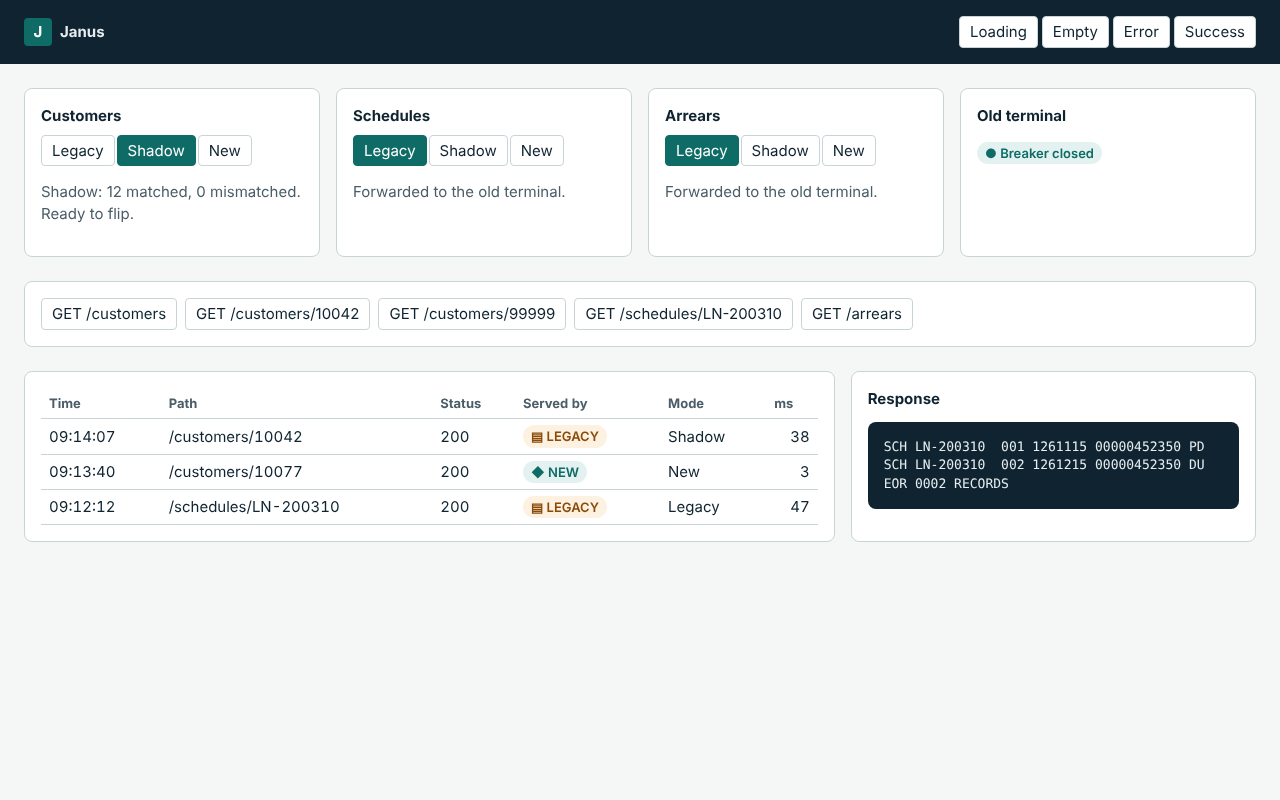 J Janus
Loading Empty Error Success
Customers
Legacy Shadow New
Shadow: 12 matched, 0 mismatched.
Ready to flip.
Schedules
Legacy Shadow New
Forwarded to the old terminal.
Arrears
Legacy Shadow New
Forwarded to the old terminal.
Old terminal
Breaker closed
GET /customers GET /customers/10042 GET /customers/99999 GET /schedules/LN-200310 GET /arrears
Time Path Status Served by Mode ms
09:14:07 /customers/10042 200 LEGACY Shadow 38
09:13:40 /customers/10077 200 NEW New 3
09:12:12 /schedules/LN-200310 200 LEGACY Legacy 47
Response
SCH LN-200310  001 1261115 00000452350 PD
SCH LN-200310  002 1261215 00000452350 DU
EOR 0002 RECORDS